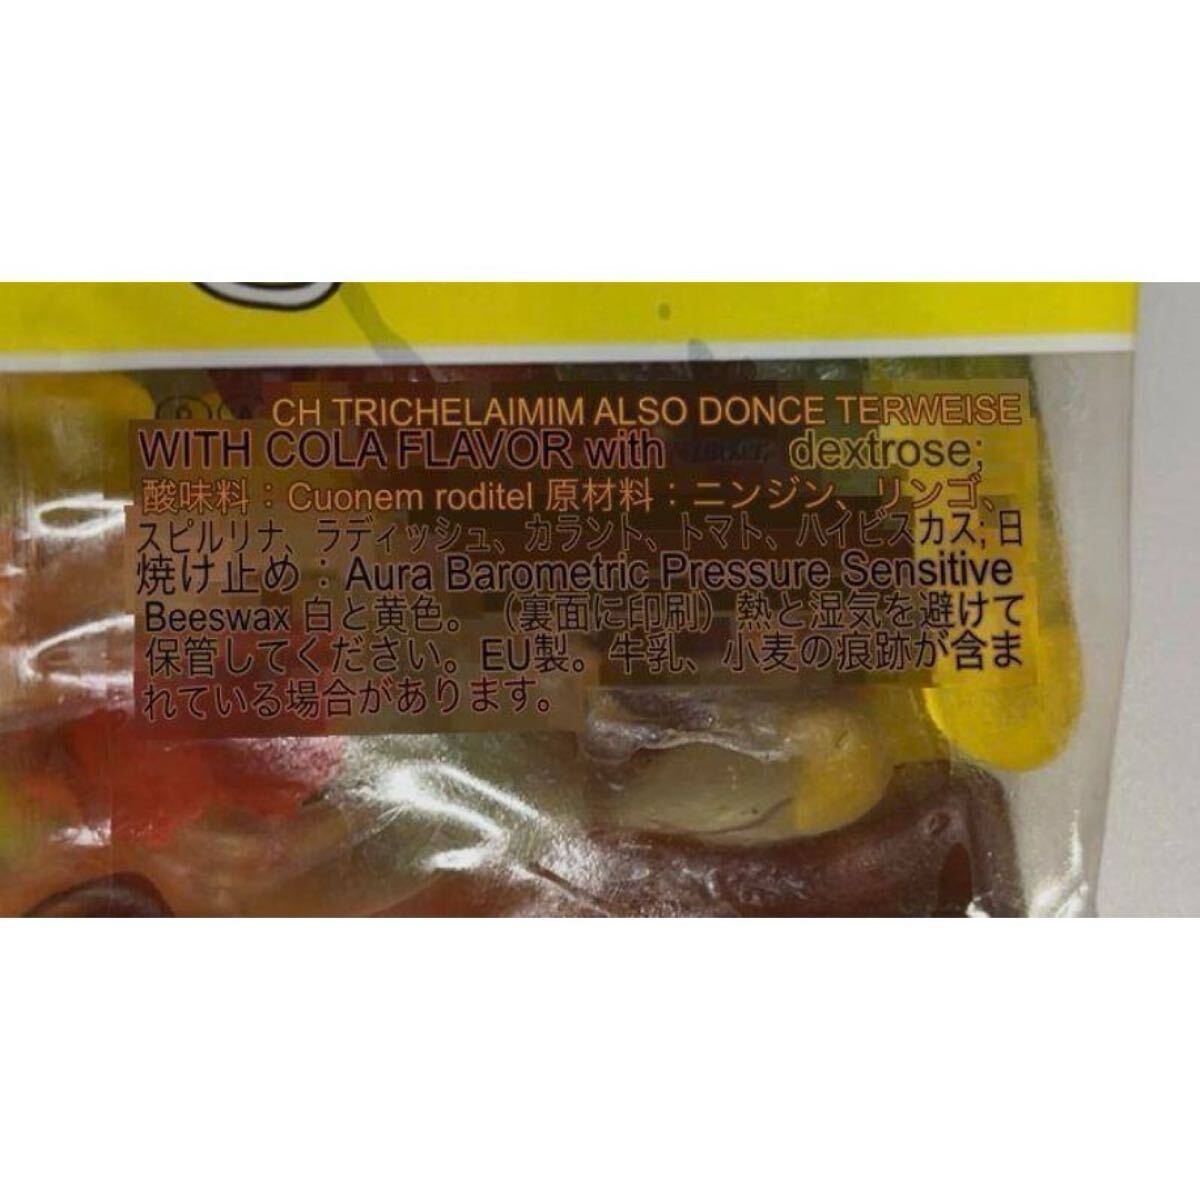 CH TRICHELAIMIM ALSO DONCE TERWEISE
WITH COLA FLAVOR with dextrose;
酸味料：Cuonem roditel 原材料：ニンジン、リンゴ、
スピルリナ、ラディッシュ、カラント、トマト、ハイビスカス; 日
焼け止め：Aura Barometric Pressure Sensitive
Beeswax 白と黄色。（裏面に印刷）熱と湿気を避けて
保管してください。EU製。牛乳、小麦の痕跡が含ま
れている場合があります。